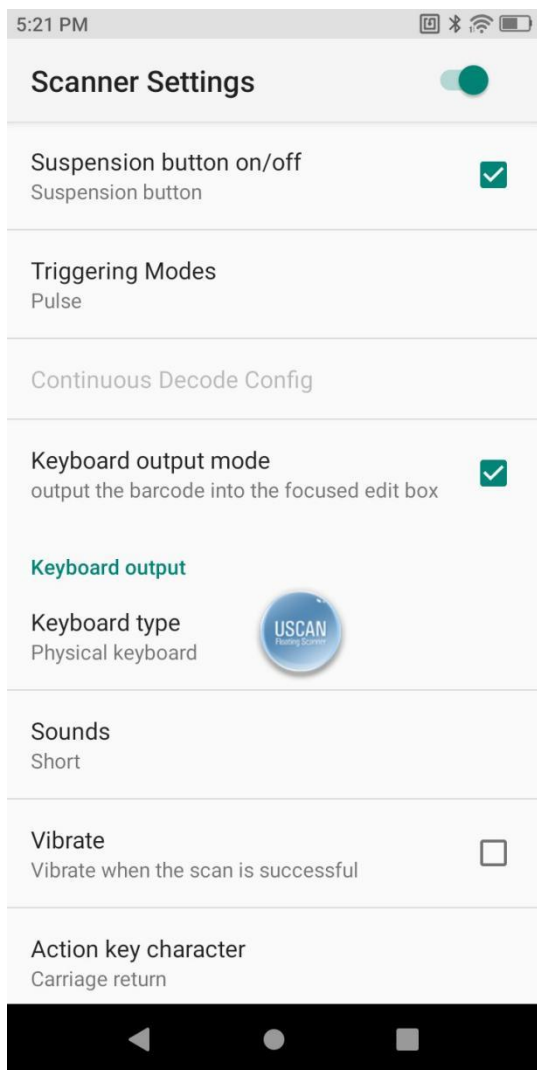 5:21 PM
Scanner Settings
Suspension button on/off
Suspension button
Triggering Modes
Pulse
Continuous Decode Config
Keyboard output mode
output the barcode into the focused edit box
Keyboard output
Keyboard type
Physical keyboard
USCAN
Floating Scanner
Sounds
Short
Vibrate
Vibrate when the scan is successful
Action key character
Carriage return